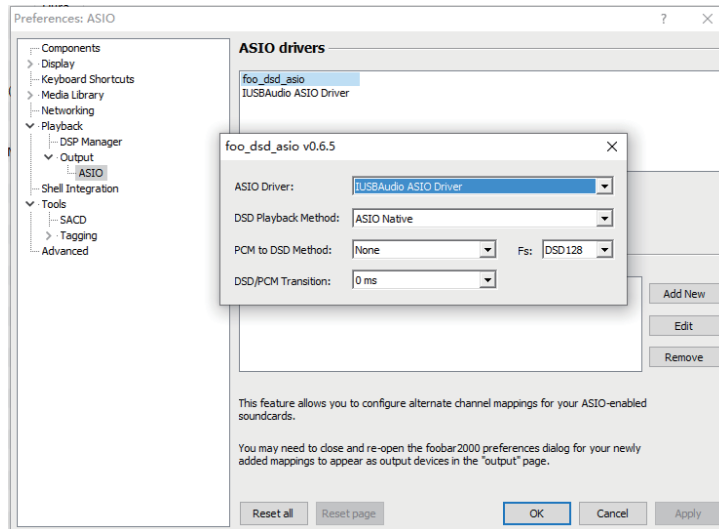 Preferences: ASIO
?
Components
Display
Keyboard Shortcuts
Media Library
Networking
Playback
DSP Manager
Output
ASIO
Shell Integration
Tools
SACD
Tagging
Advanced
ASIO drivers
foo_dsd_asio
IUSBAudio ASIO Driver
foo_dsd_asio v0.6.5
ASIO Driver: IUSBAudio ASIO Driver
DSD Playback Method: ASIO Native
PCM to DSD Method: None Fs: DSD128
DSD/PCM Transition: 0 ms
Add New
Edit
Remove
This feature allows you to configure alternate channel mappings for your ASIO-enabled
soundcards.
You may need to close and re-open the foobar2000 preferences dialog for your newly
added mappings to appear as output devices in the "output" page.
Reset all Reset page OK Cancel Apply